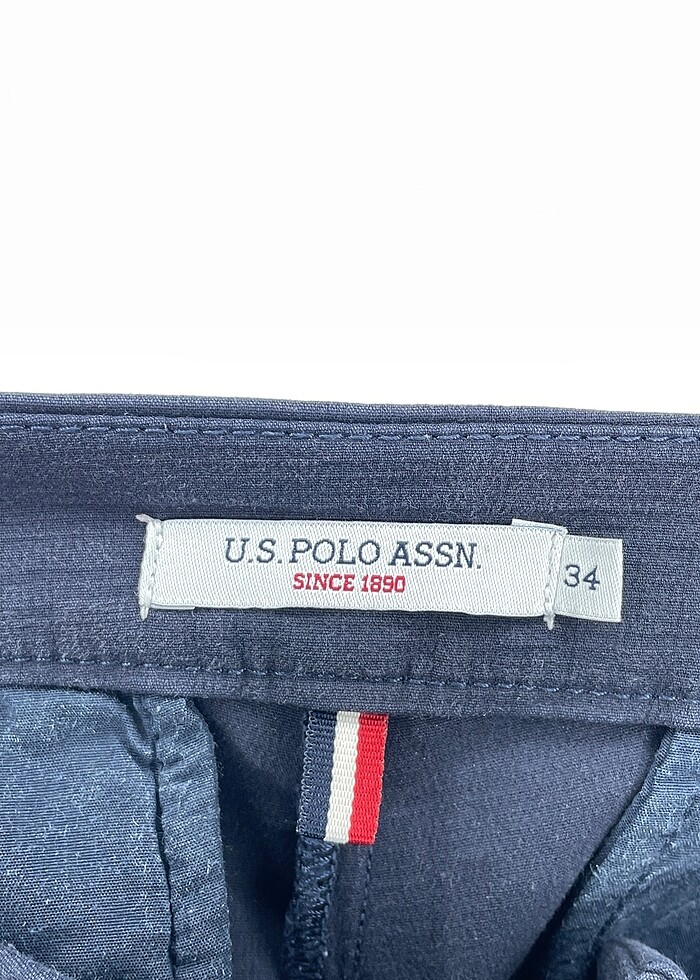 U.S. POLO ASSN.
SINCE 1890
34